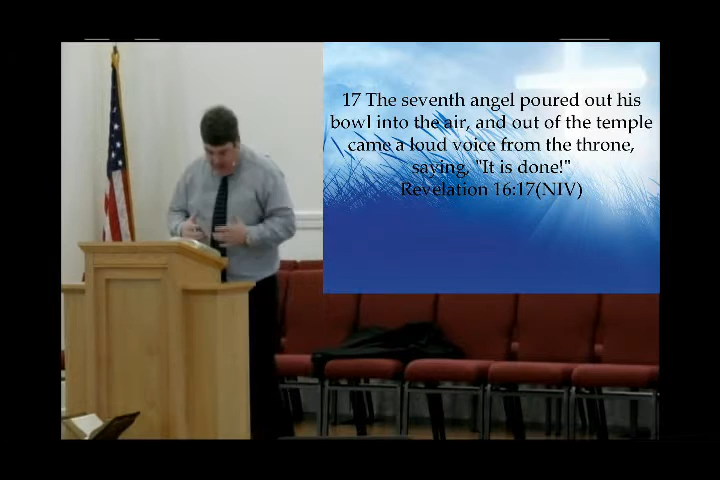 17 The seventh angel poured out his
bowl into the air, and out of the temple
came a loud voice from the throne,
saying, "It is done!"
Revelation 16:17(NIV)